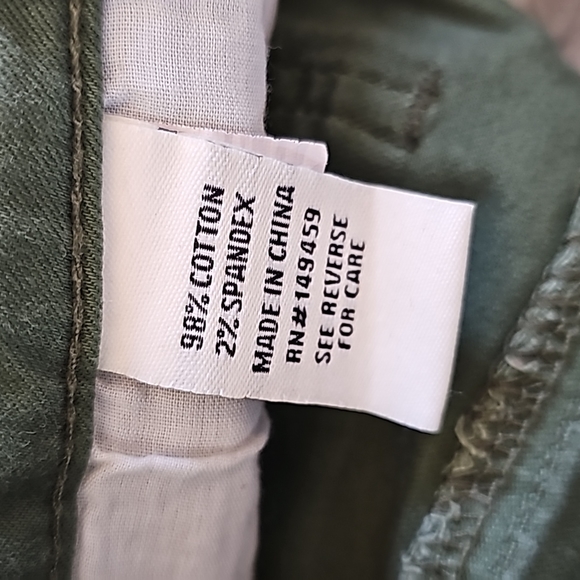 98% COTTON
2% SPANDEX
MADE IN CHINA
RN# 149459
SEE REVERSE
FOR CARE